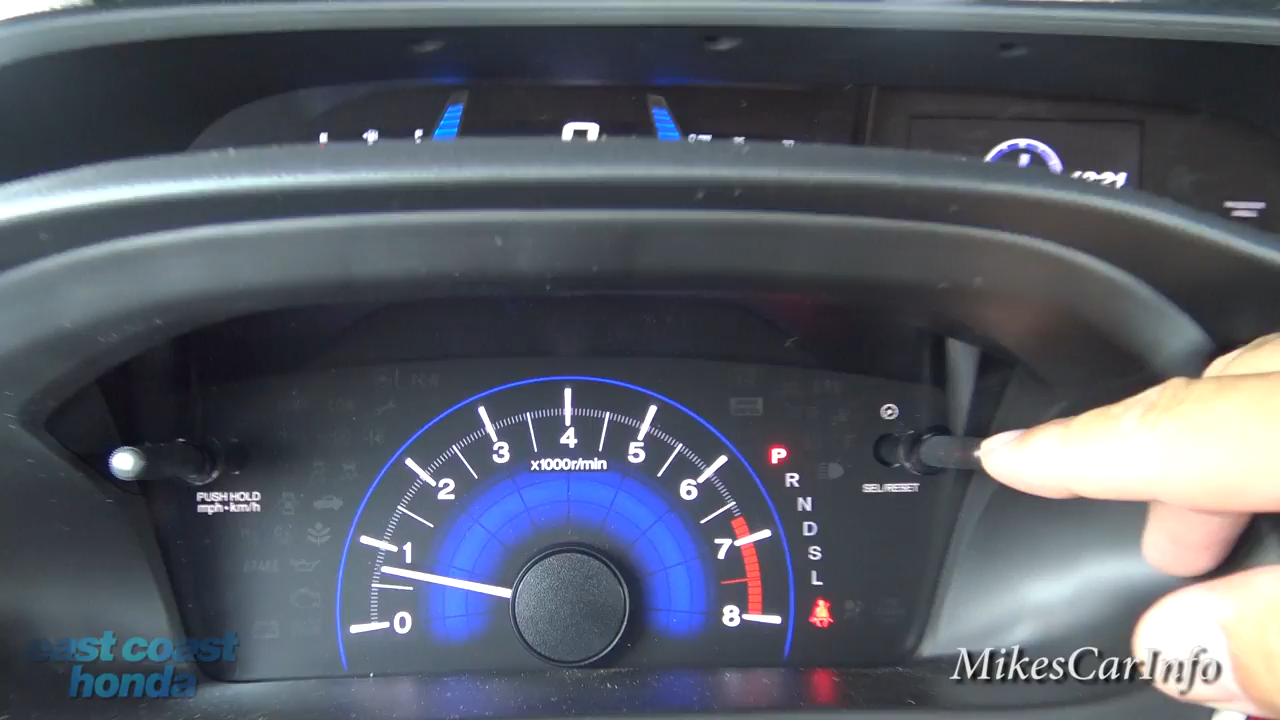 0
4
3
5
x1000r/min
P
2
6
R
SEL/RESET
PUSH HOLD
mph•km/h
N
D
1
7
S
L
0
8
east coast
honda
MikesCarInfo